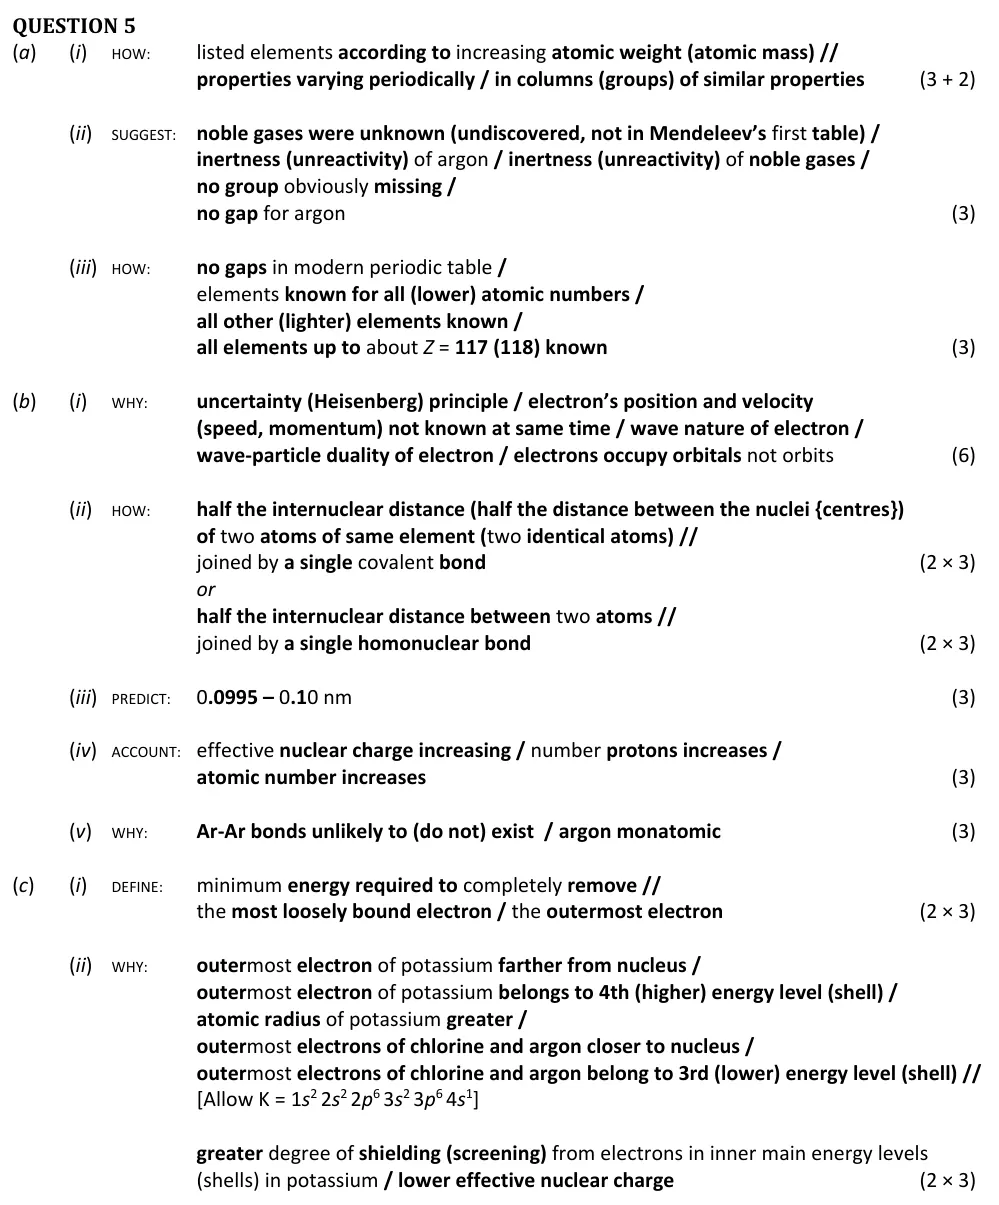 QUESTION 5
(a) (i) HOW: listed elements according to increasing atomic weight (atomic mass) //
properties varying periodically / in columns (groups) of similar properties (3 + 2)
(ii) SUGGEST: noble gases were unknown (undiscovered, not in Mendeleev’s first table) /
inertness (unreactivity) of argon / inertness (unreactivity) of noble gases /
no group obviously missing /
no gap for argon (3)
(iii) HOW: no gaps in modern periodic table /
elements known for all (lower) atomic numbers /
all other (lighter) elements known /
all elements up to about Z = 117 (118) known (3)
(b) (i) WHY: uncertainty (Heisenberg) principle / electron’s position and velocity
(speed, momentum) not known at same time / wave nature of electron /
wave-particle duality of electron / electrons occupy orbitals not orbits (6)
(ii) HOW: half the internuclear distance (half the distance between the nuclei {centres})
of two atoms of same element (two identical atoms) //
joined by a single covalent bond (2 × 3)
or
half the internuclear distance between two atoms //
joined by a single homonuclear bond (2 × 3)
(iii) PREDICT: 0.0995 – 0.10 nm (3)
(iv) ACCOUNT: effective nuclear charge increasing / number protons increases /
atomic number increases (3)
(v) WHY: Ar-Ar bonds unlikely to (do not) exist / argon monatomic (3)
(c) (i) DEFINE: minimum energy required to completely remove //
the most loosely bound electron / the outermost electron (2 × 3)
(ii) WHY: outermost electron of potassium farther from nucleus /
outermost electron of potassium belongs to 4th (higher) energy level (shell) /
atomic radius of potassium greater /
outermost electrons of chlorine and argon closer to nucleus /
outermost electrons of chlorine and argon belong to 3rd (lower) energy level (shell) //
[Allow K = 1s² 2s² 2p⁶ 3s² 3p⁶ 4s¹]
greater degree of shielding (screening) from electrons in inner main energy levels
(shells) in potassium / lower effective nuclear charge (2 × 3)